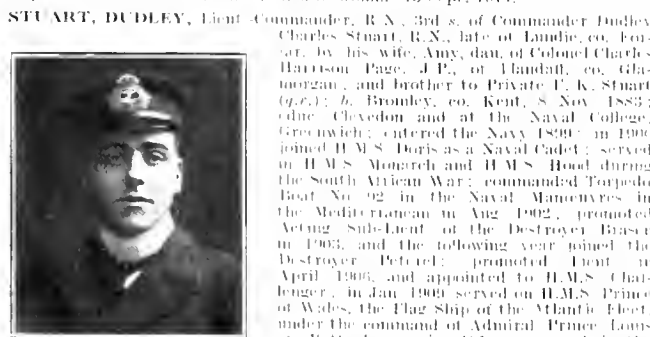 STUART, DUDLEY, Lieut.-Commander, R.N., 3rd s. of Commander Dudley
Charles Stuart, R.N., late of Lundie, co. For-
far, by his wife, Amy, dau. of Colonel Charles
Harrison Page, J.P., of Llandaff, co. Gla-
morgan, and brother to Private P. K. Stuart
(q.v.); b. Bromley, co. Kent, 8 Nov. 1883;
educ. Clevedon and at the Naval College,
Greenwich; entered the Navy 1899; in 1900
joined H.M.S. Doris as a Naval Cadet; served
in H.M.S. Monarch and H.M.S. Hood during
the South African War; commanded Torpedo
Boat No. 92 in the Naval Manœuvres in
the Mediterranean in Aug. 1902, promoted
Acting Sub-Lieut. of the Destroyer
in 1903, and the following year joined the
Destroyer Peterel; promoted Lieut. in
April 1906, and appointed to H.M.S. Chal-
lenger, in Jan. 1909 served on H.M.S. Prince
of Wales, the Flag Ship of the Atlantic Fleet,
under the command of Admiral Prince Louis